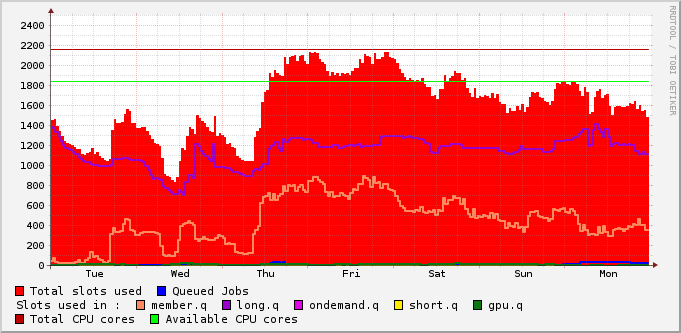 2400
2200
2000
1800
1600
1400
1200
1000
800
600
400
200
0
Tue Wed Thu Fri Sat Sun Mon
Total slots used Queued Jobs
Slots used in : member.q long.q ondemand.q short.q gpu.q
Total CPU cores Available CPU cores
RRDTOOL / TOBI OETIKER